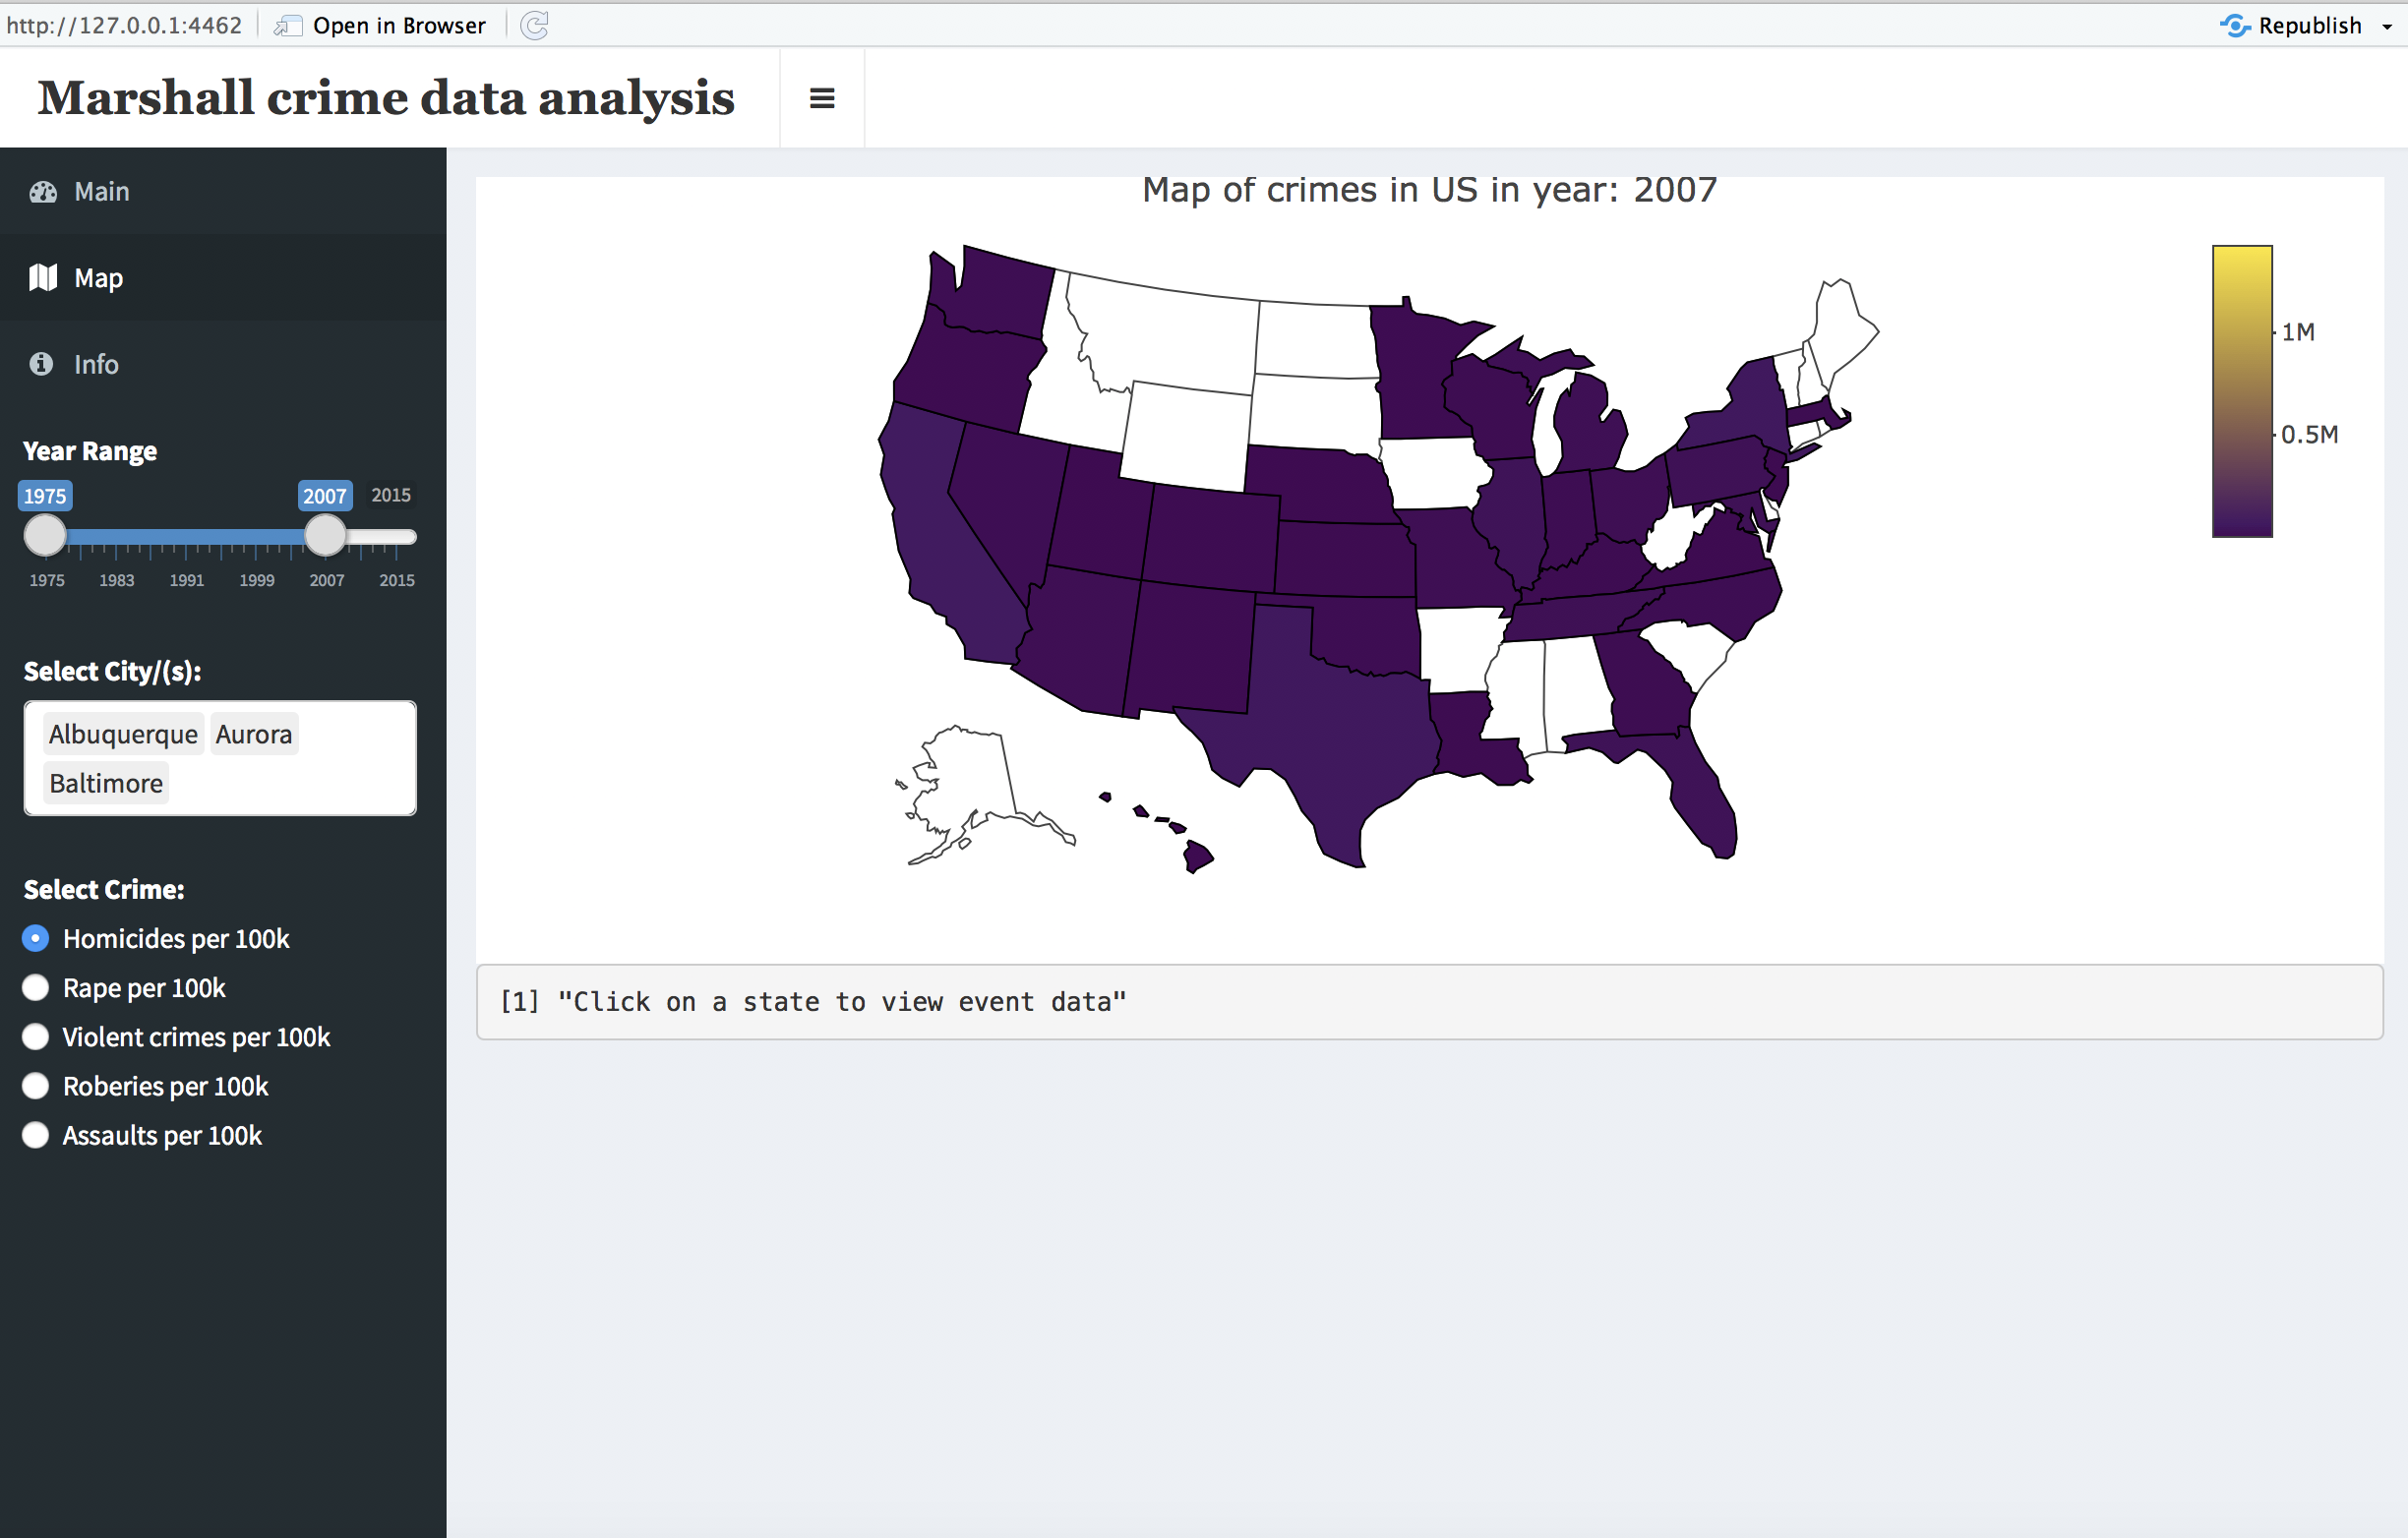 http://127.0.0.1:4462 Open in Browser Republish
Marshall crime data analysis
Main
Map
Info
Year Range
1975 2007 2015
1975 1983 1991 1999 2007 2015
Select City/(s):
Albuquerque Aurora
Baltimore
Select Crime:
Homicides per 100k
Rape per 100k
Violent crimes per 100k
Roberies per 100k
Assaults per 100k
Map of crimes in US in year: 2007
1M
0.5M
[1] "Click on a state to view event data"